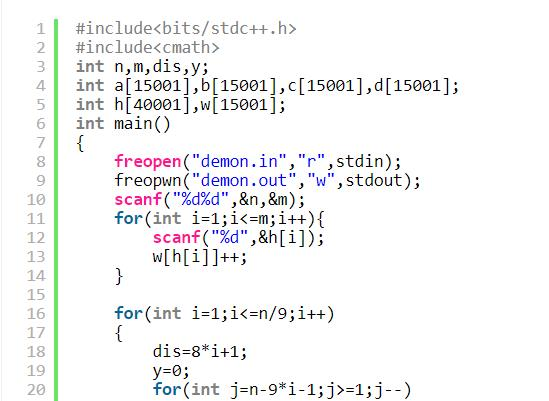 1 #include<bits/stdc++.h>
2 #include<cmath>
3 int n,m,dis,y;
4 int a[15001],b[15001],c[15001],d[15001];
5 int h[40001],w[15001];
6 int main()
7 {
8     freopen("demon.in","r",stdin);
9     freopwn("demon.out","w",stdout);
10     scanf("%d%d",&n,&m);
11     for(int i=1;i<=m;i++){
12         scanf("%d",&h[i]);
13         w[h[i]]++;
14     }
15
16     for(int i=1;i<=n/9;i++)
17     {
18         dis=8*i+1;
19         y=0;
20         for(int j=n-9*i-1;j>=1;j--)